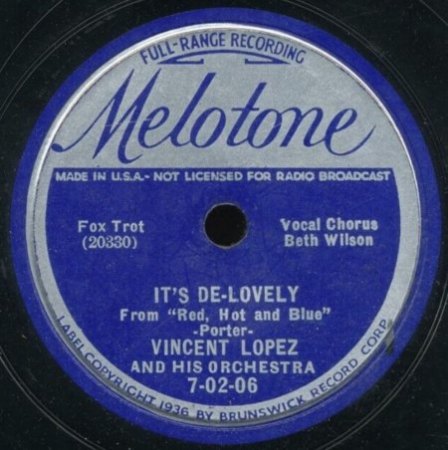 FULL-RANGE RECORDING
Melotone
MADE IN U.S.A.- NOT LICENSED FOR RADIO BROADCAST
Fox Trot
(20330)
Vocal Chorus
Beth Wilson
IT'S DE-LOVELY
From "Red, Hot and Blue"
-Porter-
VINCENT LOPEZ
AND HIS ORCHESTRA
7-02-06
LABEL COPYRIGHT 1936 BY BRUNSWICK RECORD CORP.